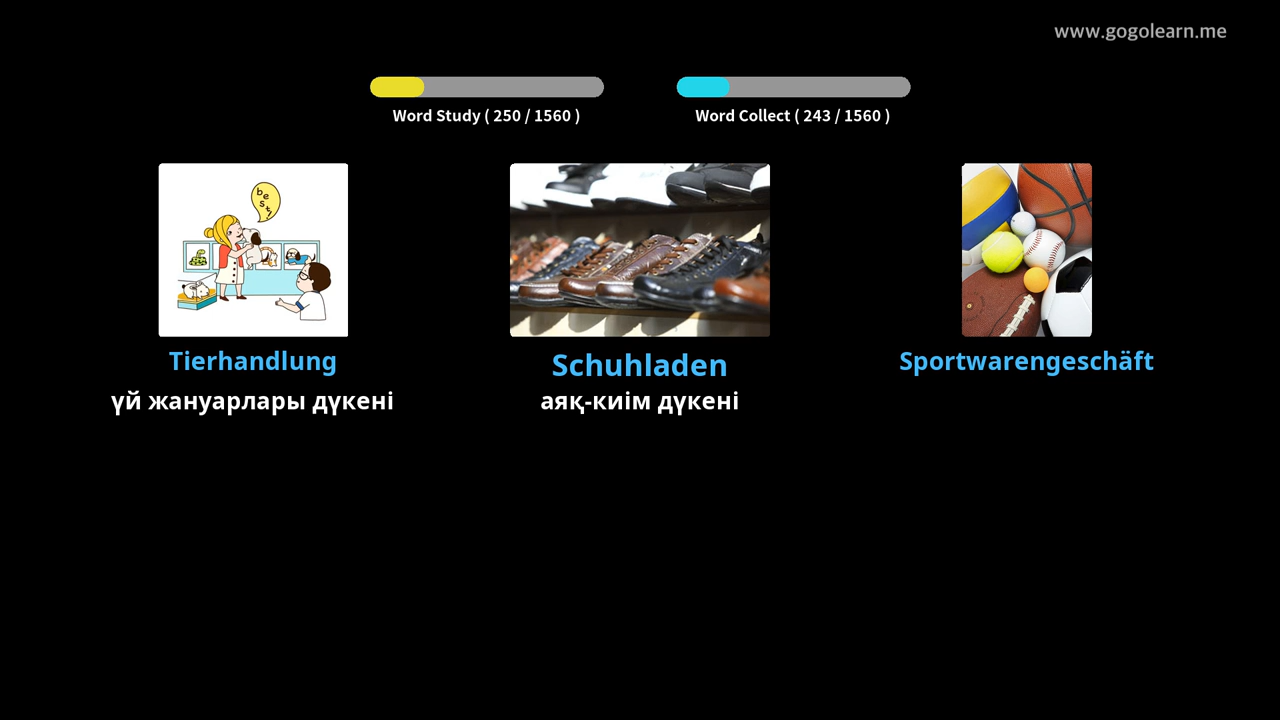 www.gogolearn.me
Word Study ( 250 / 1560 )
Word Collect ( 243 / 1560 )
best,
Tierhandlung
Schuhladen
Sportwarengeschäft
үй жануарлары дүкені
аяқ-киім дүкені